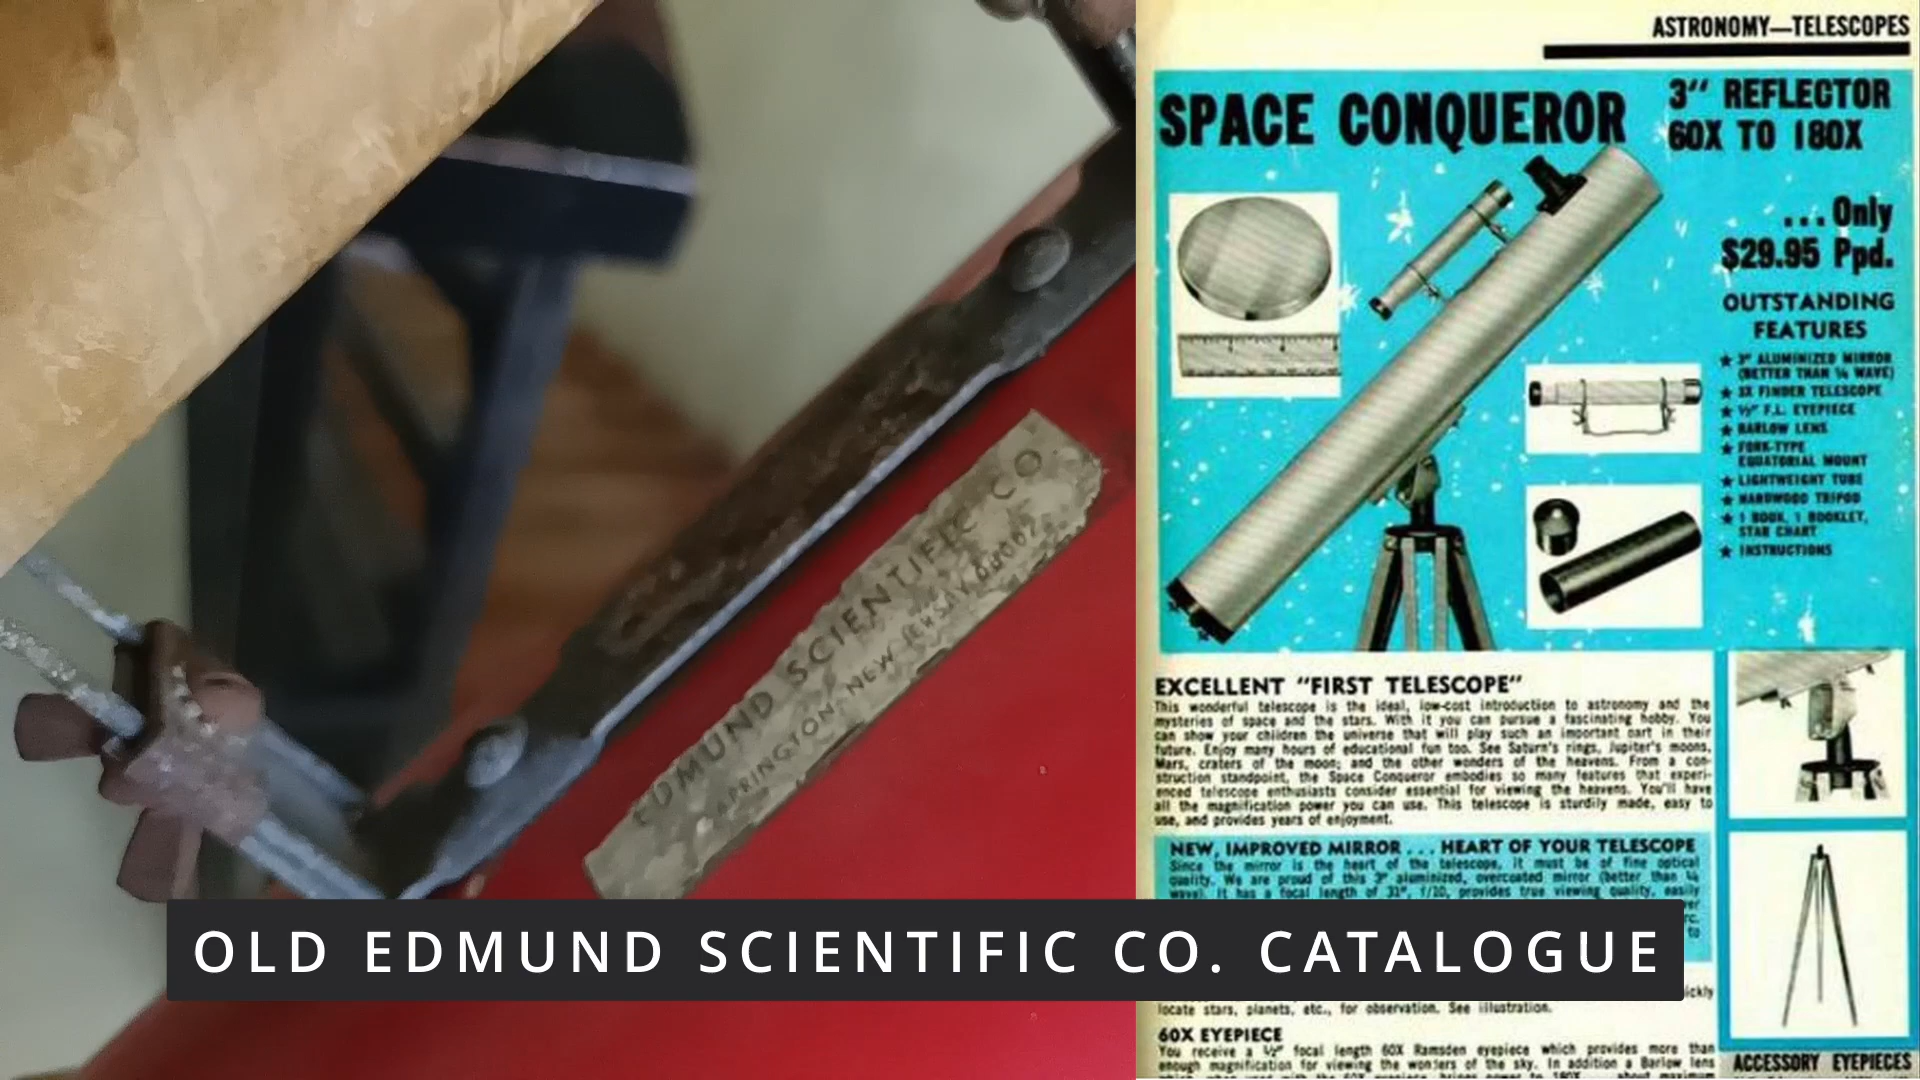 EDMUND SCIENTIFIC CO.
NEW JERSEY
ASTRONOMY—TELESCOPES
SPACE CONQUEROR
3" REFLECTOR
60X TO 180X
...Only
$29.95 Ppd.
OUTSTANDING
FEATURES
★ 3" ALUMINIZED MIRROR
(BETTER THAN ¼ WAVE)
★ 3X FINDER TELESCOPE
★ ½" F.L. EYEPIECE
★ BARLOW LENS
★ FORK-TYPE
EQUATORIAL MOUNT
★ LIGHTWEIGHT TUBE
★ HARDWOOD TRIPOD
★ 1 BOOK, 1 BOOKLET,
STAR CHART
★ INSTRUCTIONS
EXCELLENT "FIRST TELESCOPE"
This wonderful telescope is the ideal, low-cost introduction to astronomy and the
mysteries of space and the stars. With it you can pursue a fascinating hobby. You
can show your children the universe that will play such an important part in their
future. Enjoy many hours of educational fun too. See Saturn's rings, Jupiter's moons,
Mars, craters of the moon; and the other wonders of the heavens. From a con-
struction standpoint, the Space Conqueror embodies so many features that experi-
enced telescope enthusiasts consider essential for viewing the heavens. You'll have
all the magnification power you can use. This telescope is sturdily made, easy to
use, and provides years of enjoyment.
NEW, IMPROVED MIRROR . . . HEART OF YOUR TELESCOPE
Since the mirror is the heart of the telescope, it must be of fine optical
quality. We are proud of this 3" aluminized, overcoated mirror (better than ¼
wave). It has a focal length of 31", f/10, provides true viewing quality, easily
to
OLD EDMUND SCIENTIFIC CO. CATALOGUE
locate stars, planets, etc., for observation. See illustration.
60X EYEPIECE
You receive a ½" focal length 60X Ramsden eyepiece which provides more than
enough magnification for viewing the wonders of the sky. In addition a Barlow lens
ACCESSORY EYEPIECES